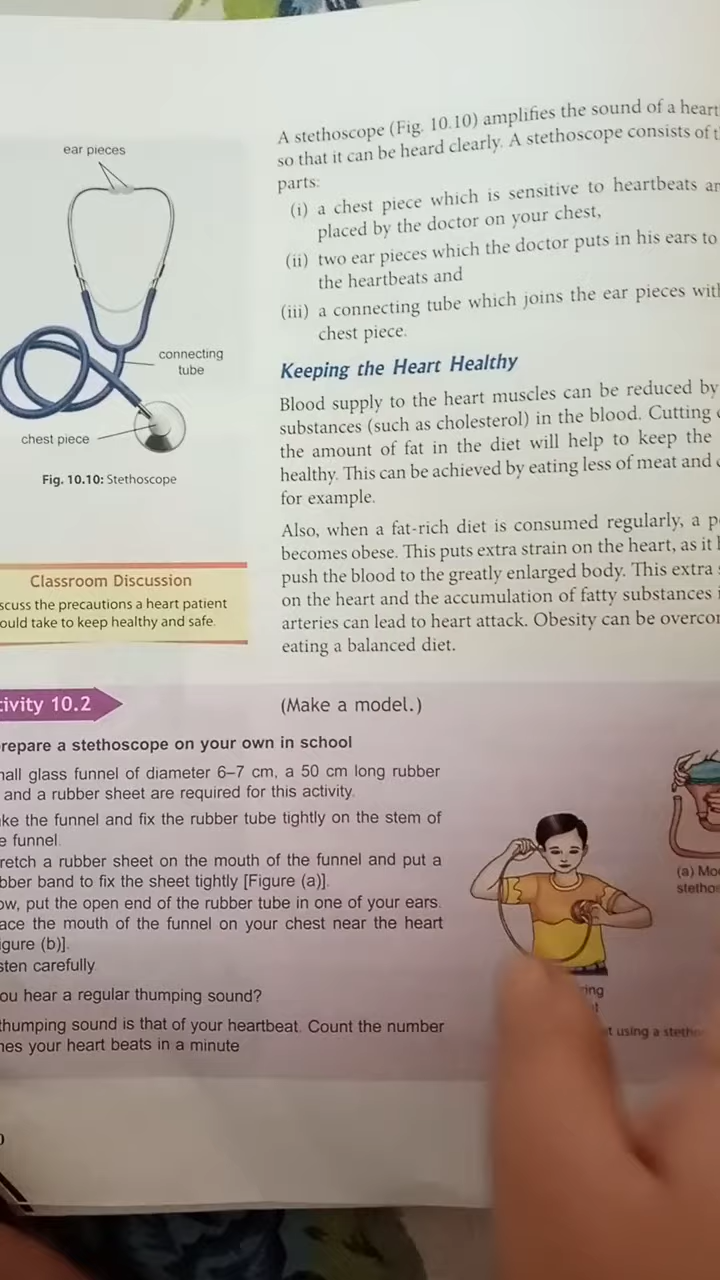 ear pieces
connecting
tube
chest piece
Fig. 10.10: Stethoscope
Classroom Discussion
scuss the precautions a heart patient
ould take to keep healthy and safe.
A stethoscope (Fig. 10.10) amplifies the sound of a heart
so that it can be heard clearly. A stethoscope consists of t
parts:
(i) a chest piece which is sensitive to heartbeats ar
placed by the doctor on your chest,
(ii) two ear pieces which the doctor puts in his ears to
the heartbeats and
(iii) a connecting tube which joins the ear pieces wit
chest piece.
Keeping the Heart Healthy
Blood supply to the heart muscles can be reduced by
substances (such as cholesterol) in the blood. Cutting
the amount of fat in the diet will help to keep the
healthy. This can be achieved by eating less of meat and
for example.
Also, when a fat-rich diet is consumed regularly, a p
becomes obese. This puts extra strain on the heart, as it
push the blood to the greatly enlarged body. This extra
on the heart and the accumulation of fatty substances i
arteries can lead to heart attack. Obesity can be overco
eating a balanced diet.
tivity 10.2
(Make a model.)
repare a stethoscope on your own in school
nall glass funnel of diameter 6–7 cm, a 50 cm long rubber
and a rubber sheet are required for this activity.
ke the funnel and fix the rubber tube tightly on the stem of
e funnel.
retch a rubber sheet on the mouth of the funnel and put a
bber band to fix the sheet tightly [Figure (a)].
ow, put the open end of the rubber tube in one of your ears.
ace the mouth of the funnel on your chest near the heart
igure (b)].
sten carefully.
ou hear a regular thumping sound?
thumping sound is that of your heartbeat. Count the number
nes your heart beats in a minute
(a) Mo
stetho
ring
t using a steth